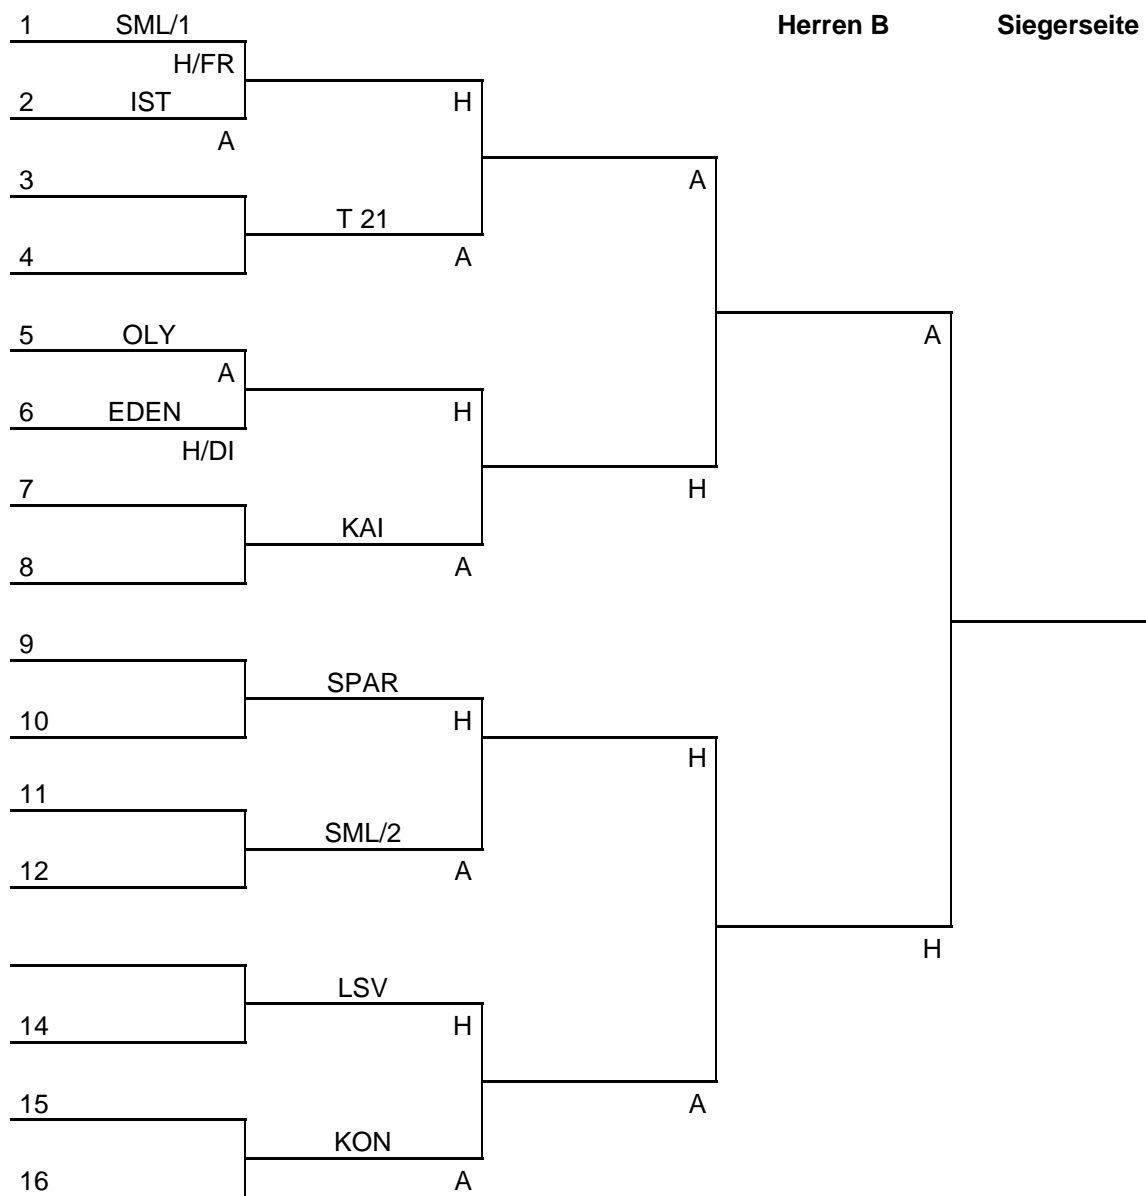 1 SML/1 Herren B Siegerseite
H/FR
2 IST H
A
3 A
T 21
4 A
5 OLY A
A
6 EDEN H
H/DI
7 H
KAI
8 A
9
SPAR
10 H
H
11
SML/2
12 A
H
LSV
14 H
15 A
KON
16 A